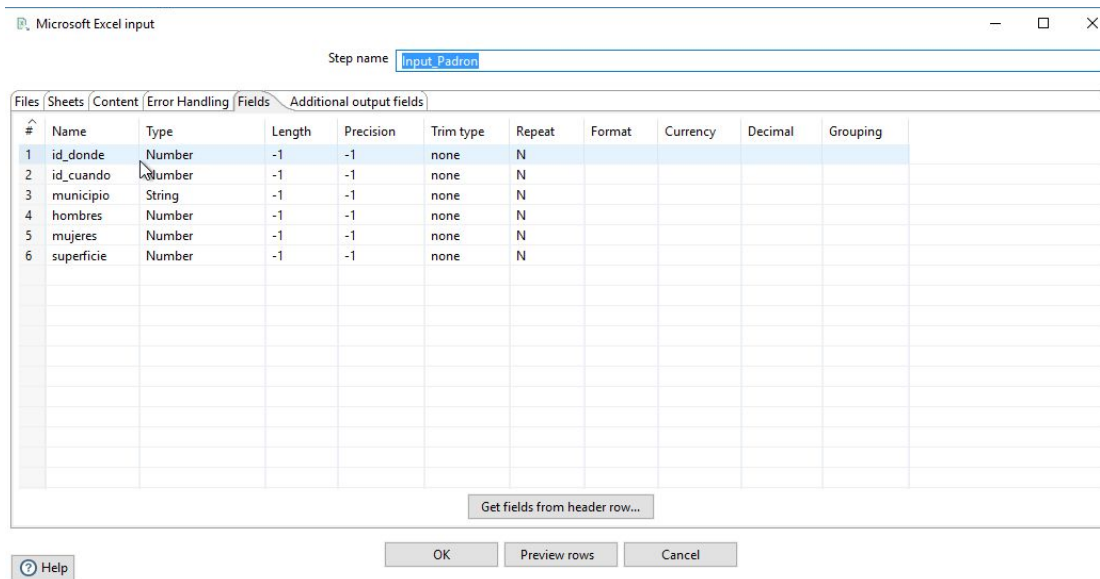 Microsoft Excel input
Step name Input_Padron
Files Sheets Content Error Handling Fields Additional output fields
# Name Type Length Precision Trim type Repeat Format Currency Decimal Grouping
1 id_donde Number -1 -1 none N
2 id_cuando Number -1 -1 none N
3 municipio String -1 -1 none N
4 hombres Number -1 -1 none N
5 mujeres Number -1 -1 none N
6 superficie Number -1 -1 none N
Get fields from header row...
OK Preview rows Cancel
Help